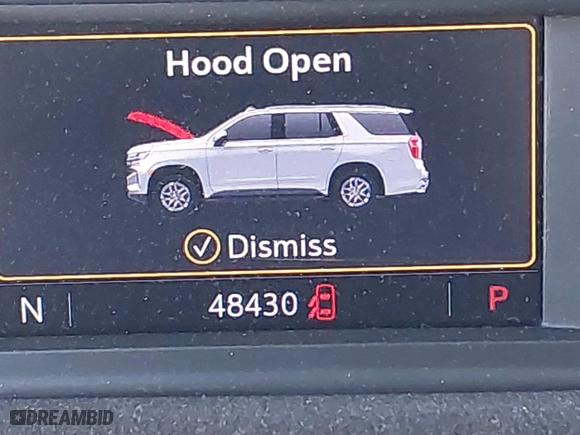 Hood Open
Dismiss
N 48430 P
DREAMBID